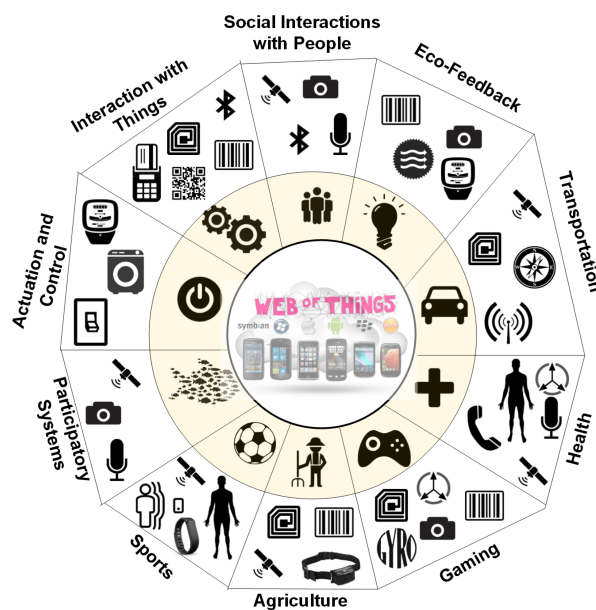 Social Interactions
with People
Eco-Feedback
Transportation
Health
Gaming
Agriculture
Sports
Participatory
Systems
Actuation and
Control
Interaction with
Things
WEB OF THINGS
symbian
GYRO